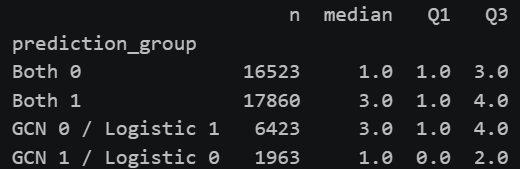 n median Q1 Q3
prediction_group
Both 0 16523 1.0 1.0 3.0
Both 1 17860 3.0 1.0 4.0
GCN 0 / Logistic 1 6423 3.0 1.0 4.0
GCN 1 / Logistic 0 1963 1.0 0.0 2.0